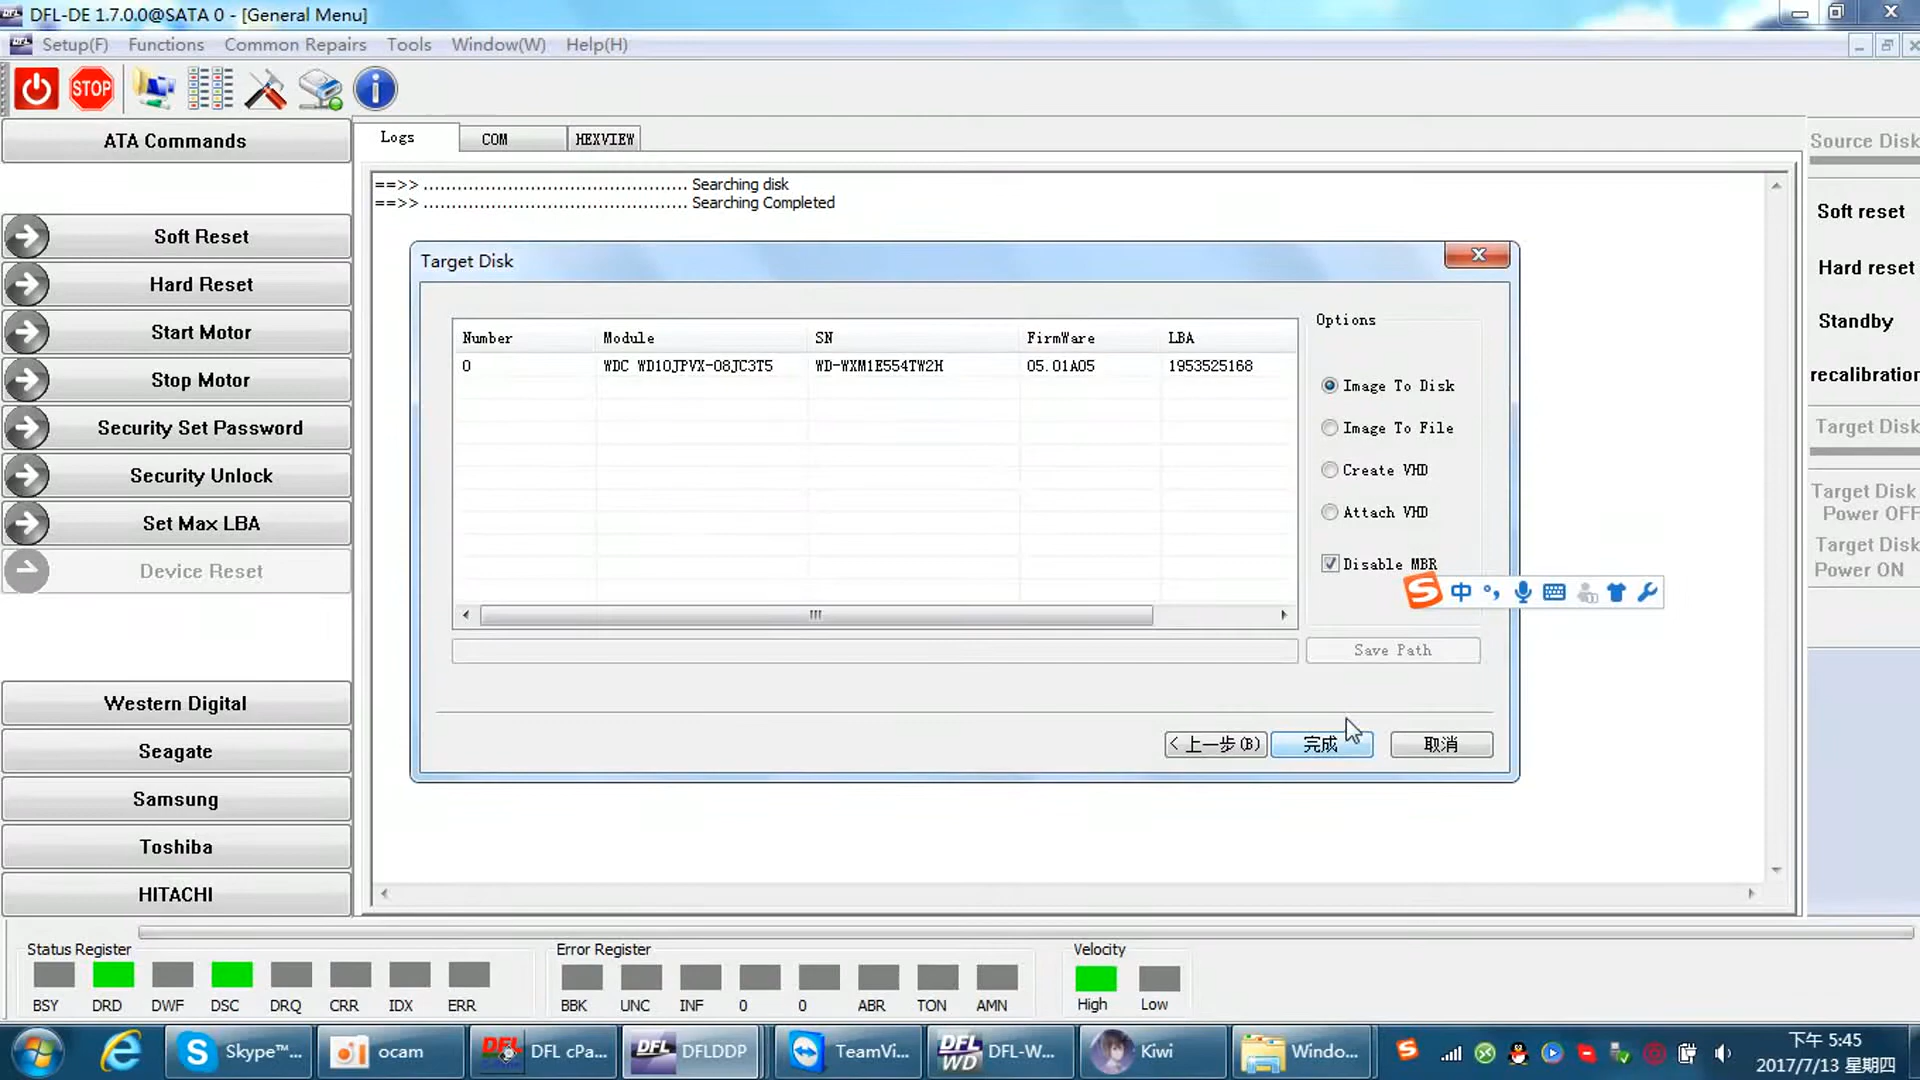 DFL-DE 1.7.0.0@SATA 0 - [General Menu]
Setup(F) Functions Common Repairs Tools Window(W) Help(H)
STOP
ATA Commands
Soft Reset
Hard Reset
Start Motor
Stop Motor
Security Set Password
Security Unlock
Set Max LBA
Device Reset
Western Digital
Seagate
Samsung
Toshiba
HITACHI
Logs COM HEXVIEW
==>> .............................................. Searching disk
==>> .............................................. Searching Completed
Target Disk
Number Module SN FirmWare LBA
0 WDC WD10JPVX-08JC3T5 WD-WXM1E554TW2H 05.01A05 1953525168
Options
Image To Disk
Image To File
Create VHD
Attach VHD
Disable MBR
中
Save Path
< 上一步(B) 完成 取消
Source Disk
Soft reset
Hard reset
Standby
recalibration
Target Disk
Target Disk
Power OFF
Target Disk
Power ON
Status Register
BSY DRD DWF DSC DRQ CRR IDX ERR
Error Register
BBK UNC INF 0 0 ABR TON AMN
Velocity
High Low
Skype™... ocam DFL cPa... DFLDDP TeamVi... DFL-W... Kiwi Windo...
下午 5:45
2017/7/13 星期四